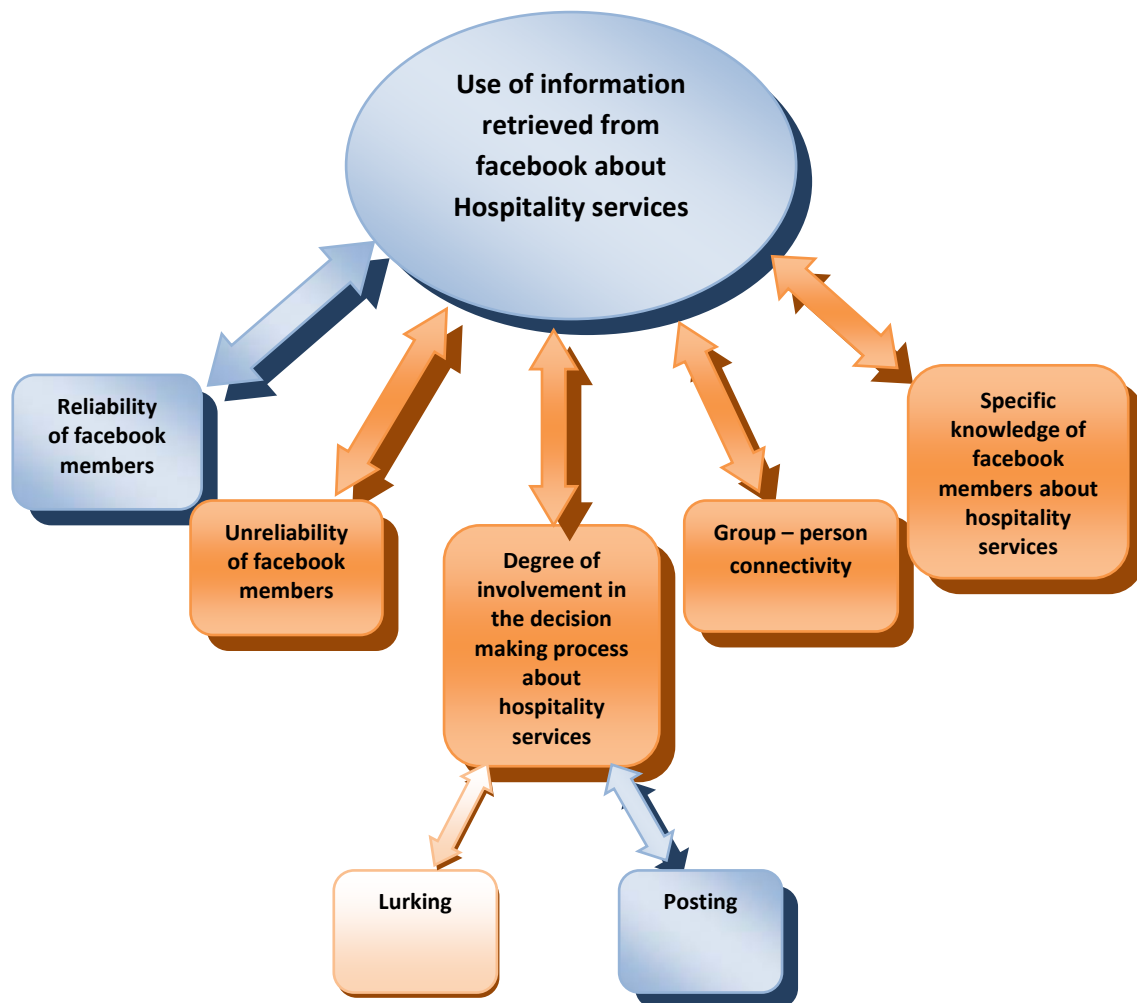 Use of information
retrieved from
facebook about
Hospitality services
Reliability
of facebook
members
Unreliability
of facebook
members
Degree of
involvement in
the decision
making process
about
hospitality
services
Group – person
connectivity
Specific
knowledge of
facebook
members about
hospitality
services
Lurking
Posting